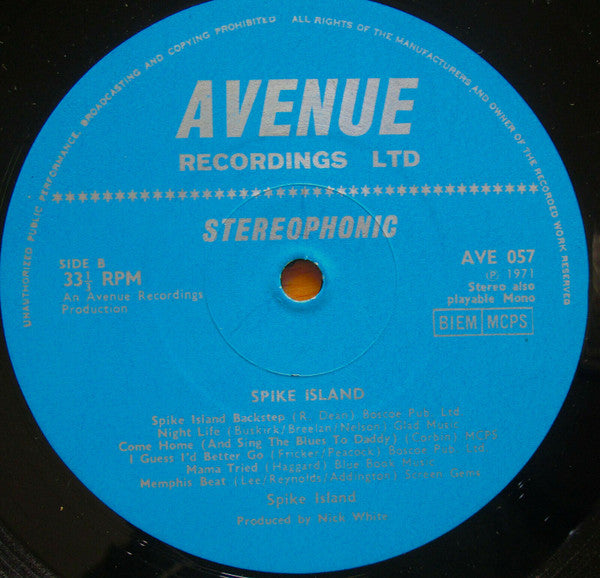 UNAUTHORIZED PUBLIC PERFORMANCE, BROADCASTING AND COPYING PROHIBITED ALL RIGHTS OF THE MANUFACTURERS AND OWNER OF THE RECORDED WORK RESERVED
AVENUE
RECORDINGS LTD
STEREOPHONIC
SIDE B
33⅓ RPM
An Avenue Recordings
Production
AVE 057
(P. 1971
Stereo also
playable Mono
BIEM MCPS
SPIKE ISLAND
Spike Island Backstep (R. Dean) Boscoe Pub. Ltd.
Night Life (Buskirk/Breelan/Nelson) Glad Music
Come Home (And Sing The Blues To Daddy) (Corbin) MCPS
I Guess I'd Better Go (Fricker/Peacock) Boscoe Pub. Ltd.
Mama Tried (Haggard) Blue Book Music
Memphis Beat (Lee/Reynolds/Addington) Screen Gems
Spike Island
Produced by Nick White